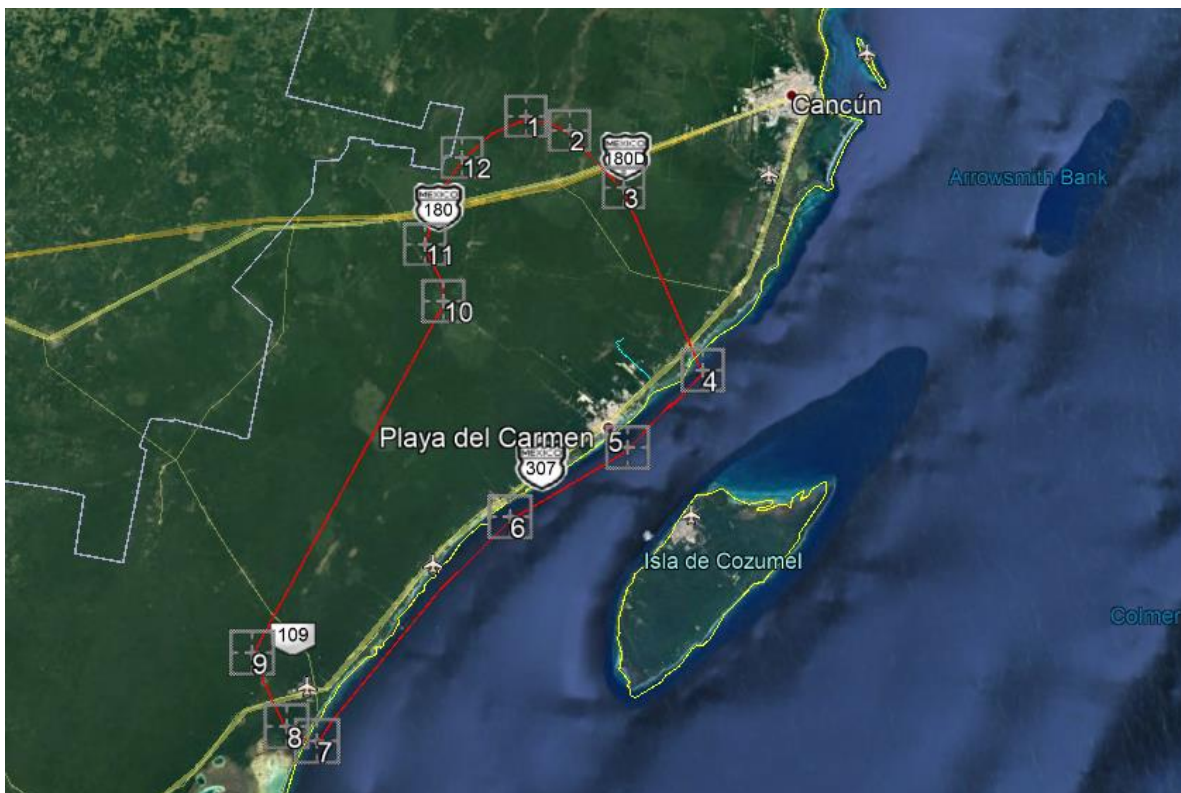 Cancún
1
2
MEXICO
180D
12
Arrowsmith Bank
3
MEXICO
180
11
10
4
Playa del Carmen
5
MEXICO
307
6
Isla de Cozumel
Colmer
109
9
8
7